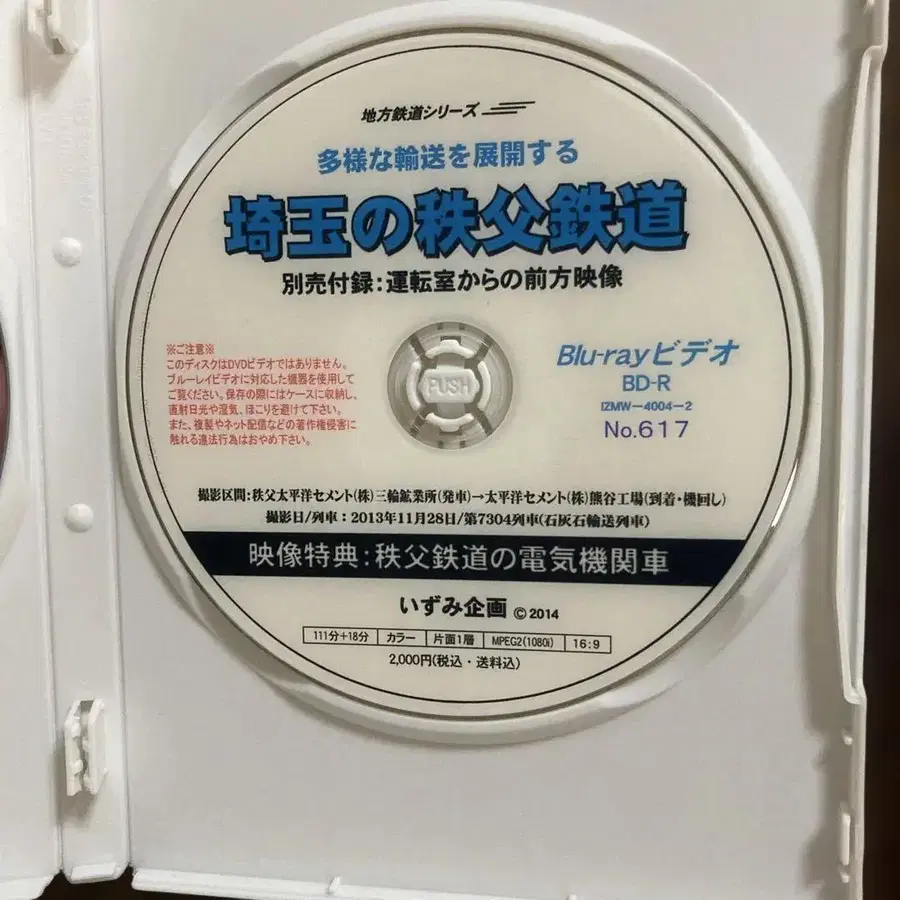 地方鉄道シリーズ
多様な輸送を展開する
埼玉の秩父鉄道
別売付録:運転室からの前方映像
※ご注意※
このディスクはDVDビデオではありません。
ブルーレイビデオに対応した機器を使用して
ご覧ください。保存の際にはケースに収納し、
直射日光や湿気、ほこりを避けて下さい。
また、複製やネット配信などの著作権侵害に
触れる違法行為はおやめ下さい。
PUSH
Blu-rayビデオ
BD-R
IZMW-4004-2
No.617
撮影区間:秩父太平洋セメント(株)三輪鉱業所(発車)→太平洋セメント(株)熊谷工場(到着・機回し)
撮影日/列車:2013年11月28日/第7304列車(石灰石輸送列車)
映像特典:秩父鉄道の電気機関車
いずみ企画 ©2014
111分+18分 カラー 片面1層 MPEG2(1080i) 16:9
2,000円(税込・送料込)